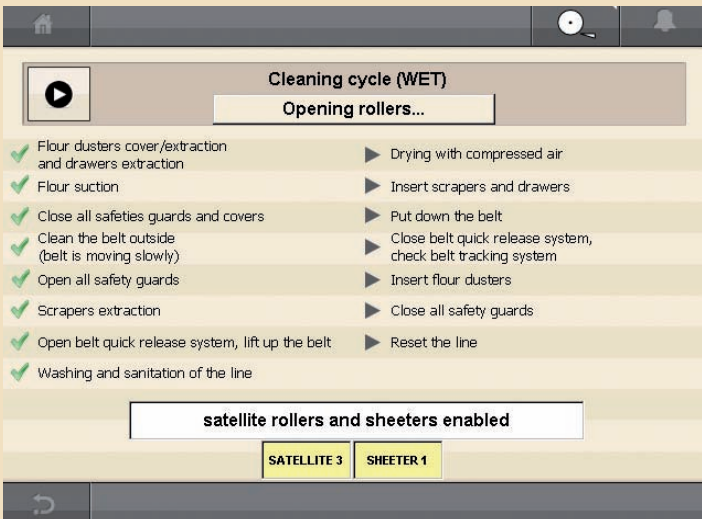 Cleaning cycle (WET)
Opening rollers...
Flour dusters cover/extraction
and drawers extraction
Flour suction
Close all safeties guards and covers
Clean the belt outside
(belt is moving slowly)
Open all safety guards
Scrapers extraction
Open belt quick release system, lift up the belt
Washing and sanitation of the line
Drying with compressed air
Insert scrapers and drawers
Put down the belt
Close belt quick release system,
check belt tracking system
Insert flour dusters
Close all safety guards
Reset the line
satellite rollers and sheeters enabled
SATELLITE 3
SHEETER 1